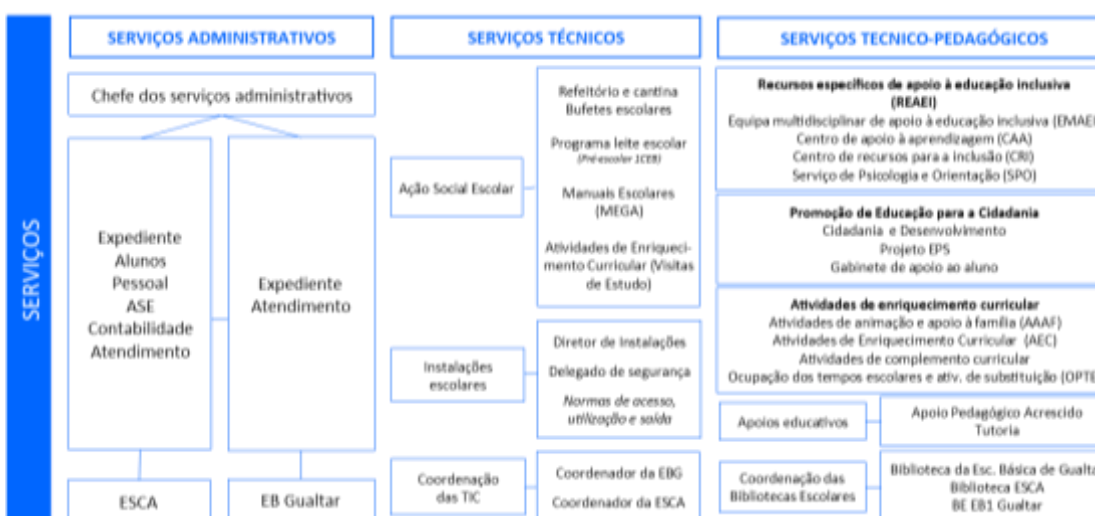 SERVIÇOS
SERVIÇOS ADMINISTRATIVOS
Chefe dos serviços administrativos
Expediente
Alunos
Pessoal
ASE
Contabilidade
Atendimento
Expediente
Atendimento
ESCA
EB Gualtar
SERVIÇOS TÉCNICOS
Ação Social Escolar
Refeitório e cantina
Bufetes escolares
Programa leite escolar
(Pré-escolar 1CEB)
Manuais Escolares
(MEGA)
Atividades de Enriqueci-
mento Curricular (Visitas
de Estudo)
Instalações
escolares
Diretor de Instalações
Delegado de segurança
Normas de acesso,
utilização e saída
Coordenação
das TIC
Coordenador da EBG
Coordenador da ESCA
SERVIÇOS TECNICO-PEDAGÓGICOS
Recursos específicos de apoio à educação inclusiva
(REAEI)
Equipa multidisciplinar de apoio à educação inclusiva (EMAEI
Centro de apoio à aprendizagem (CAA)
Centro de recursos para a inclusão (CRI)
Serviço de Psicologia e Orientação (SPO)
Promoção de Educação para a Cidadania
Cidadania e Desenvolvimento
Projeto EPS
Gabinete de apoio ao aluno
Atividades de enriquecimento curricular
Atividades de animação e apoio à família (AAAF)
Atividades de Enriquecimento Curricular (AEC)
Atividades de complemento curricular
Ocupação dos tempos escolares e ativ. de substituição (OPTE
Apoios educativos
Apoio Pedagógico Acrescido
Tutoria
Coordenação das
Bibliotecas Escolares
Biblioteca da Esc. Básica de Gualta
Biblioteca ESCA
BE EB1 Gualtar